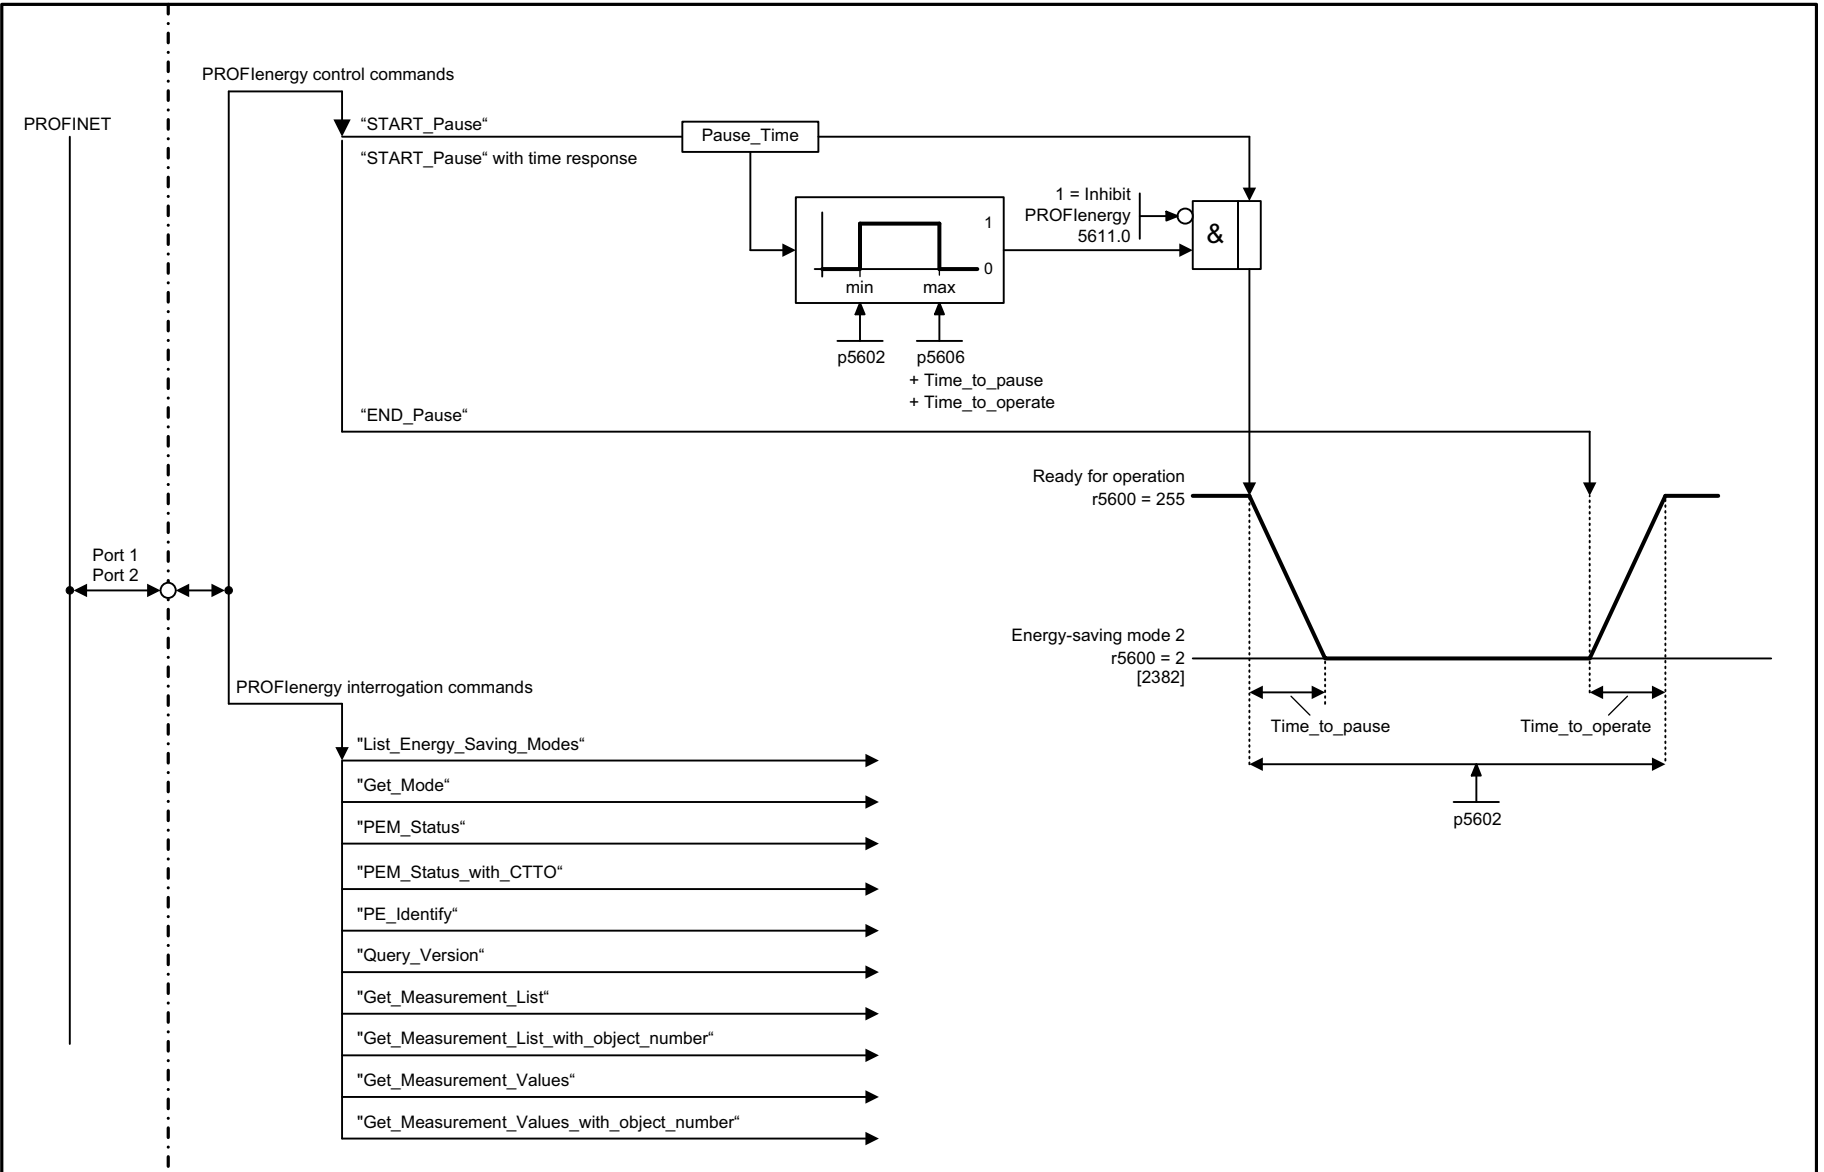 PROFIenergy control commands
PROFINET
“START_Pause“
Pause_Time
“START_Pause“ with time response
1 = Inhibit
PROFIenergy
5611.0
&
1
0
min max
p5602 p5606
+ Time_to_pause
+ Time_to_operate
“END_Pause“
Ready for operation
r5600 = 255
Port 1
Port 2
Energy-saving mode 2
r5600 = 2
[2382]
Time_to_pause Time_to_operate
p5602
PROFIenergy interrogation commands
"List_Energy_Saving_Modes“
"Get_Mode“
"PEM_Status“
"PEM_Status_with_CTTO“
"PE_Identify“
"Query_Version“
"Get_Measurement_List“
"Get_Measurement_List_with_object_number“
"Get_Measurement_Values“
"Get_Measurement_Values_with_object_number“